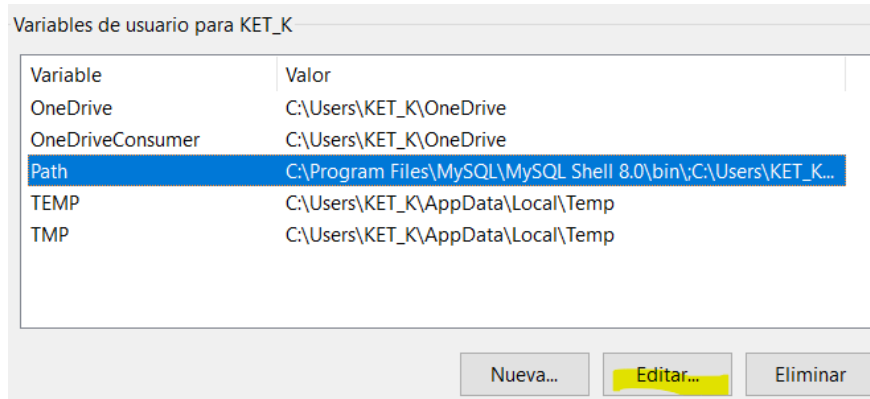 Variables de usuario para KET_K
Variable Valor
OneDrive C:\Users\KET_K\OneDrive
OneDriveConsumer C:\Users\KET_K\OneDrive
Path C:\Program Files\MySQL\MySQL Shell 8.0\bin\;C:\Users\KET_K...
TEMP C:\Users\KET_K\AppData\Local\Temp
TMP C:\Users\KET_K\AppData\Local\Temp
Nueva... Editar... Eliminar